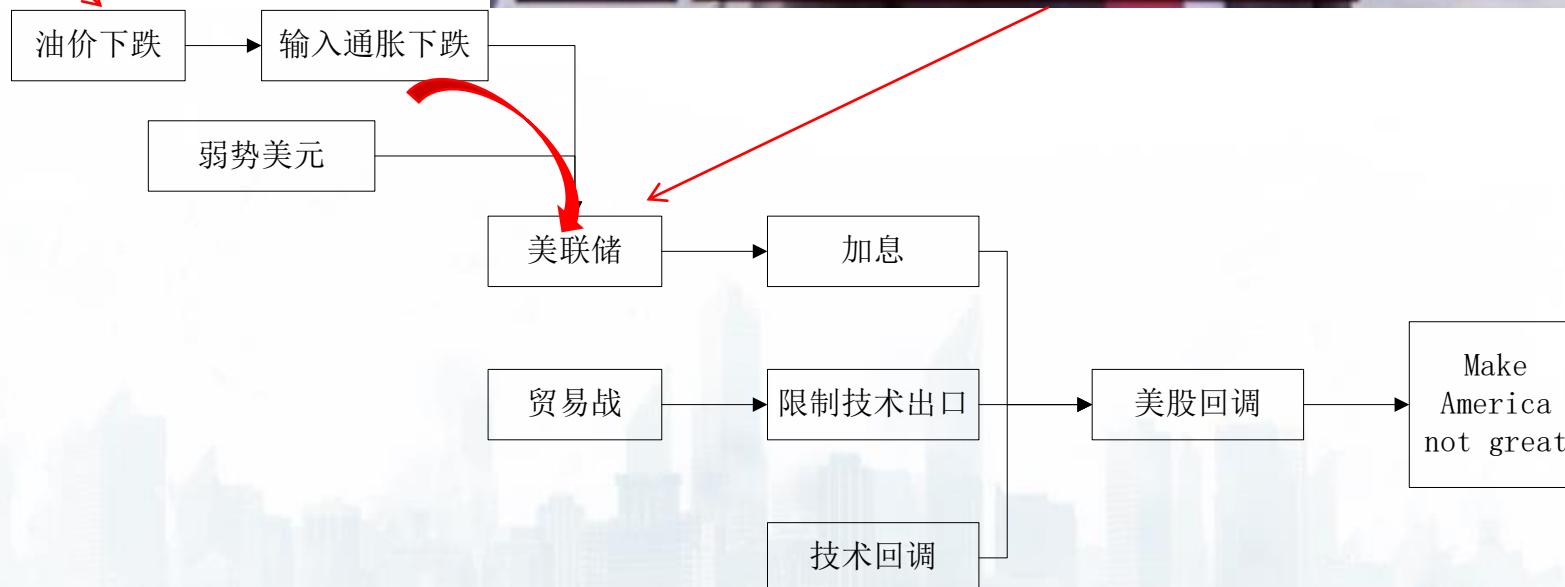 油价下跌
输入通胀下跌
弱势美元
美联储
加息
贸易战
限制技术出口
美股回调
Make
America
not great
技术回调